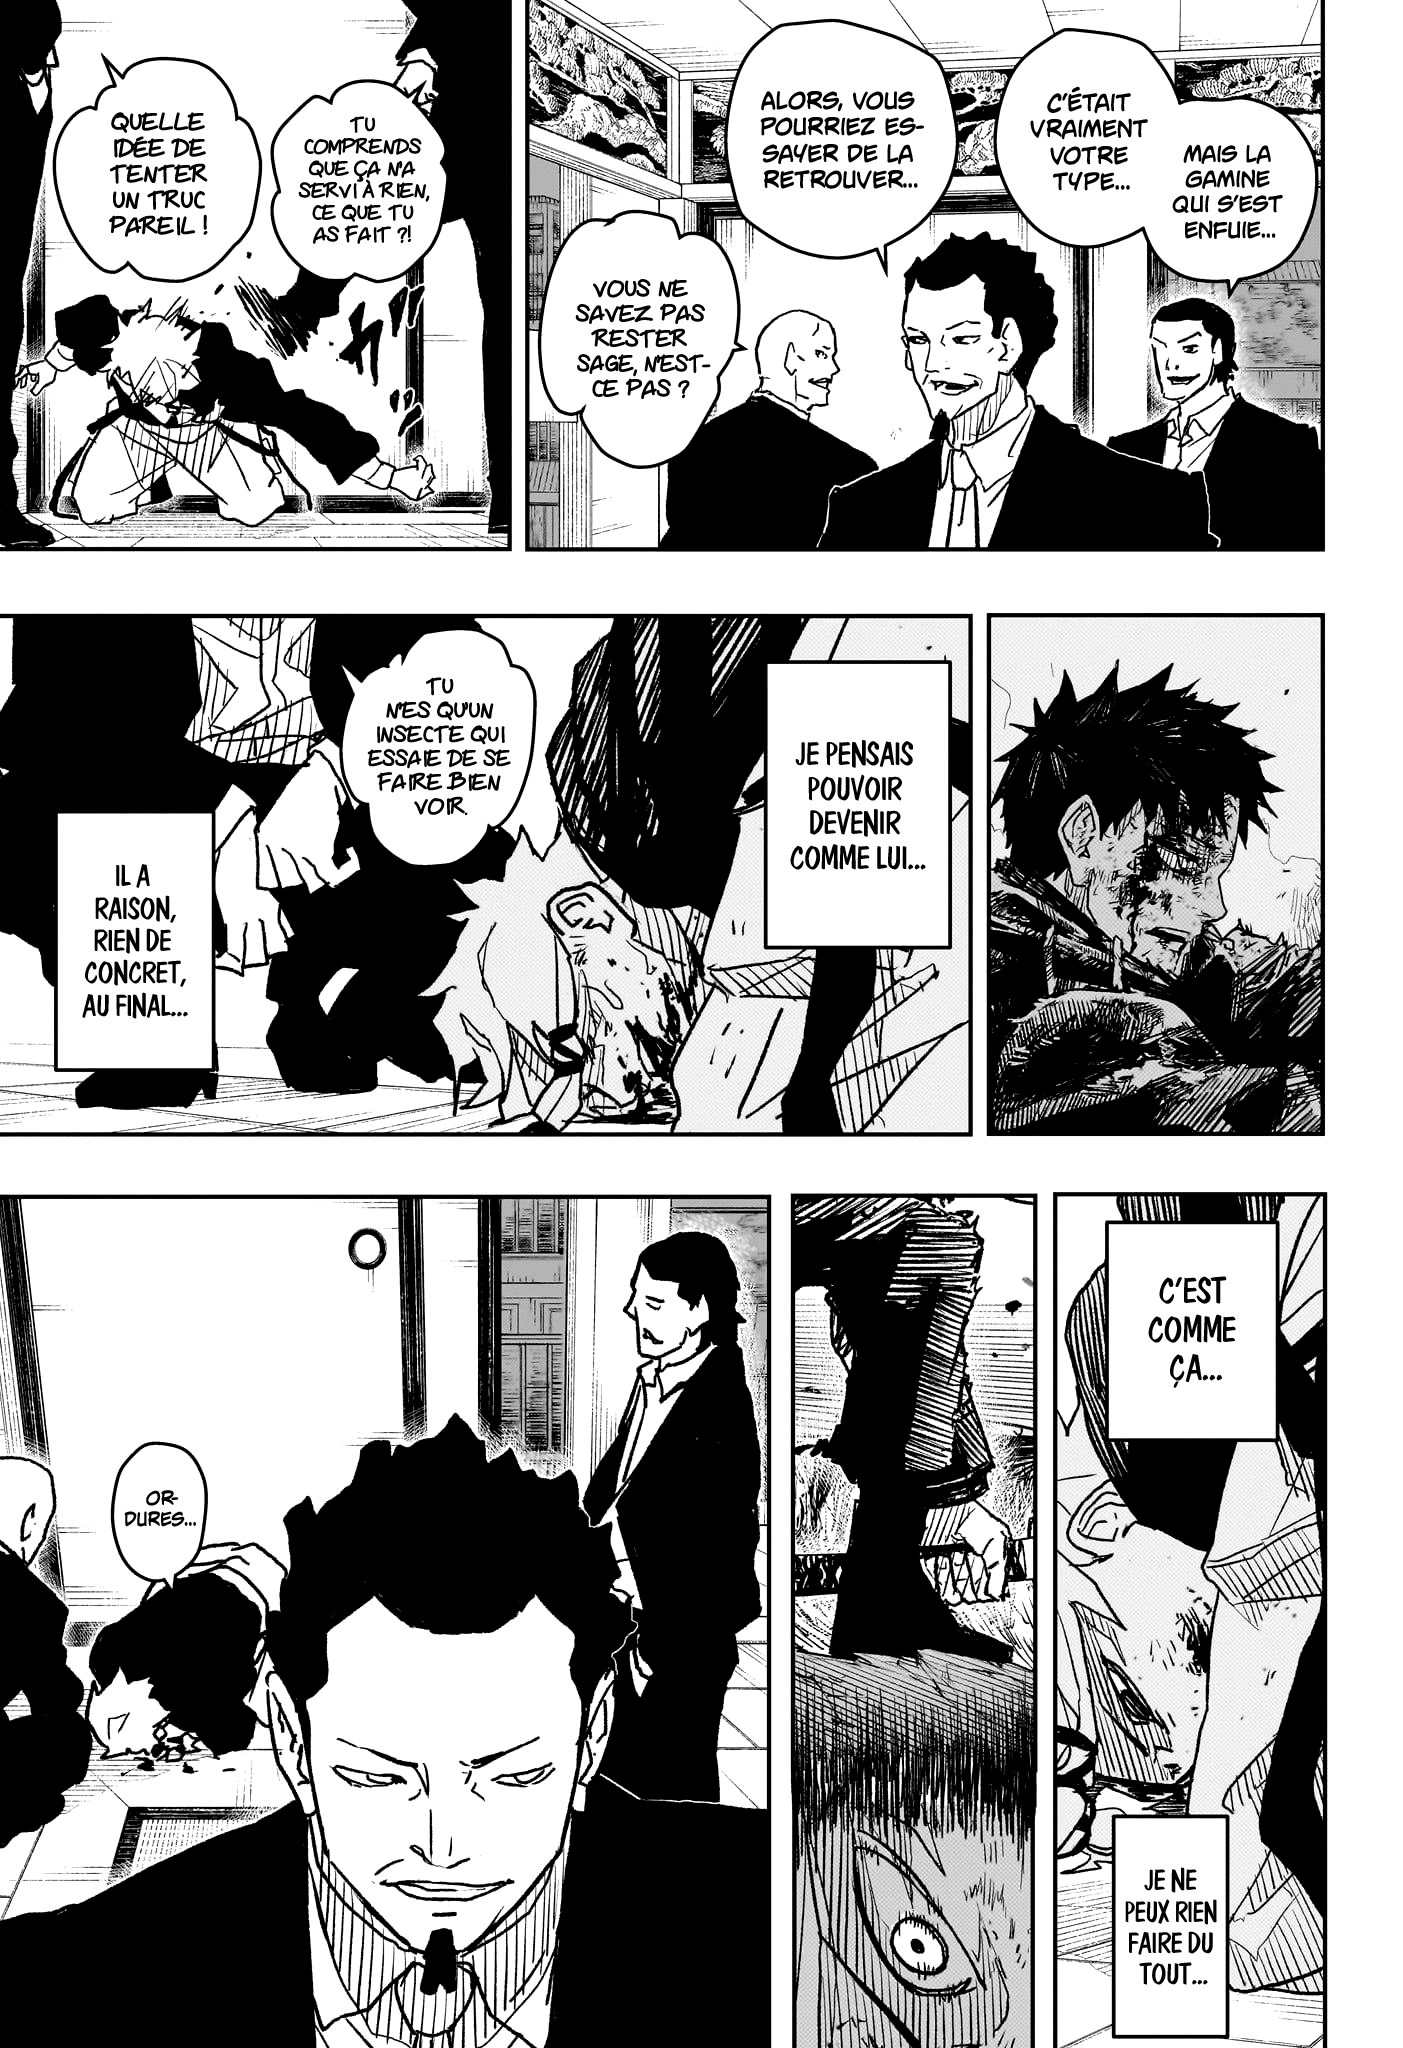 MAIS LA
GAMINE
QUI S'EST
ENFUIE...
C'ÉTAIT
VRAIMENT
VOTRE
TYPE...
ALORS, VOUS
POURRIEZ ES-
SAYER DE LA
RETROUVER...
VOUS NE
SAVEZ PAS
RESTER
SAGE, N'EST-
CE PAS ?
TU
COMPRENDS
QUE ÇA N'A
SERVI À RIEN,
CE QUE TU
AS FAIT ?!
QUELLE
IDÉE DE
TENTER
UN TRUC
PAREIL !
JE PENSAIS
POUVOIR
DEVENIR
COMME LUI...
TU
N'ES QU'UN
INSECTE QUI
ESSAIE DE SE
FAIRE BIEN
VOIR.
IL A
RAISON,
RIEN DE
CONCRET,
AU FINAL...
C'EST
COMME
ÇA...
JE NE
PEUX RIEN
FAIRE DU
TOUT...
OR-
DURES...